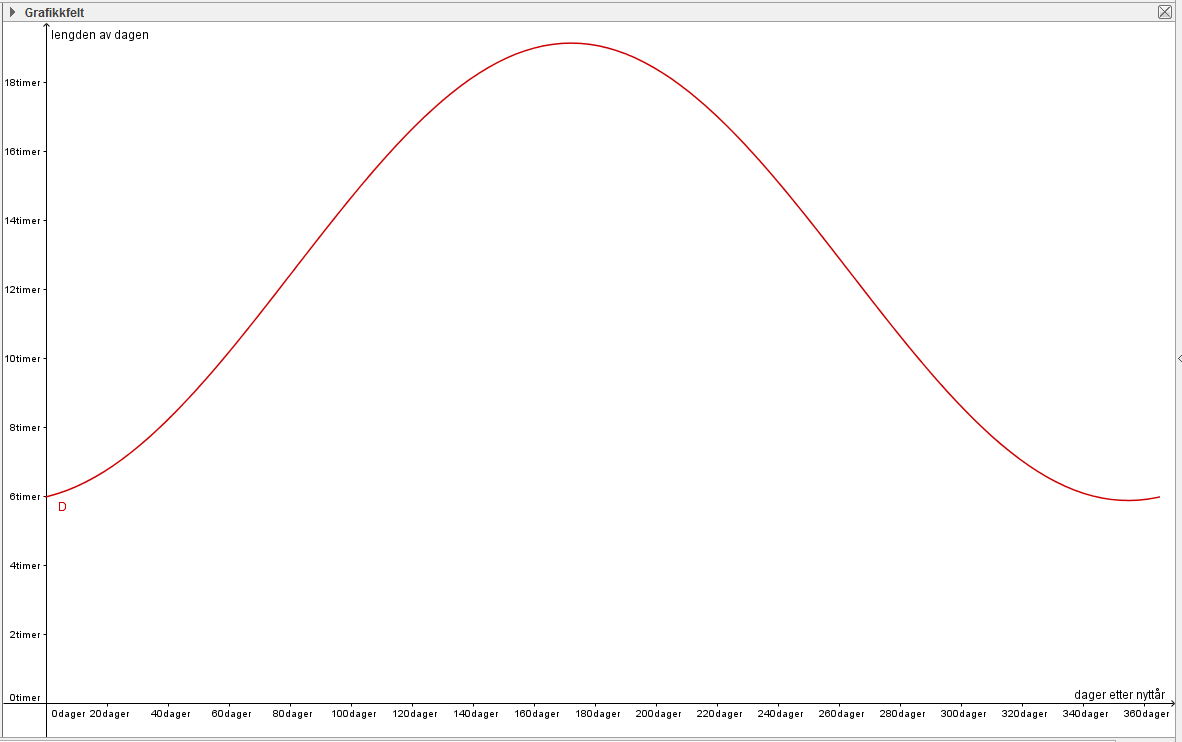 Grafikkfelt
lengden av dagen
18timer
16timer
14timer
12timer
10timer
8timer
6timer
D
4timer
2timer
0timer
dager etter nyttår
0dager 20dager 40dager 60dager 80dager 100dager 120dager 140dager 160dager 180dager 200dager 220dager 240dager 260dager 280dager 300dager 320dager 340dager 360dager